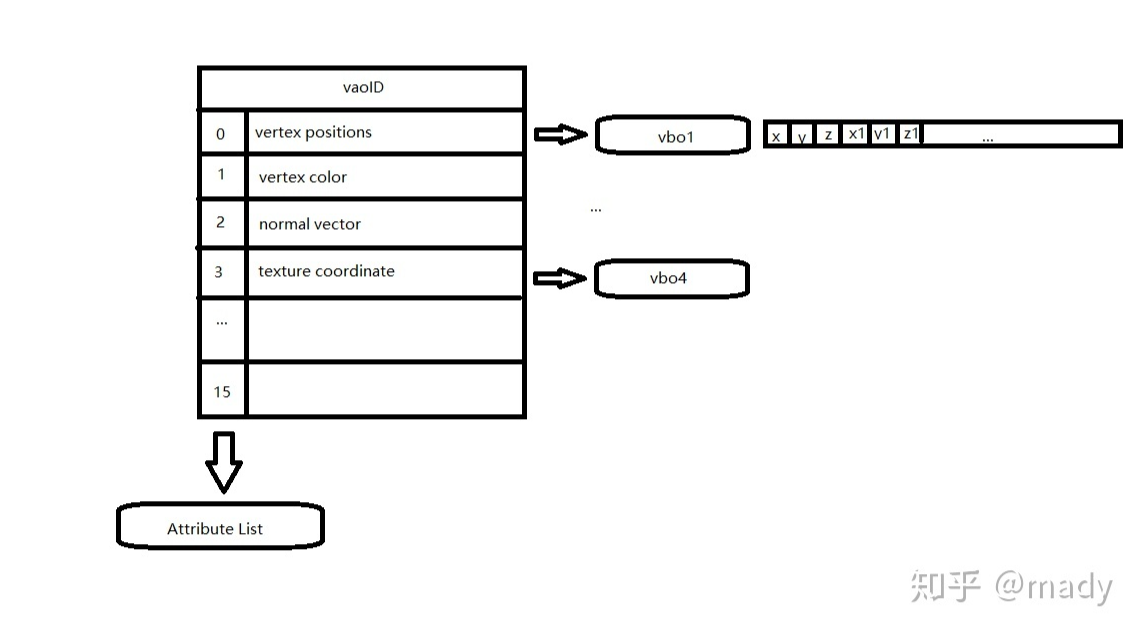 vaoID
0 vertex positions
vbo1
x y z x1 y1 z1 ...
1 vertex color
...
2 normal vector
3 texture coordinate
vbo4
...
15
Attribute List
知乎 @mady